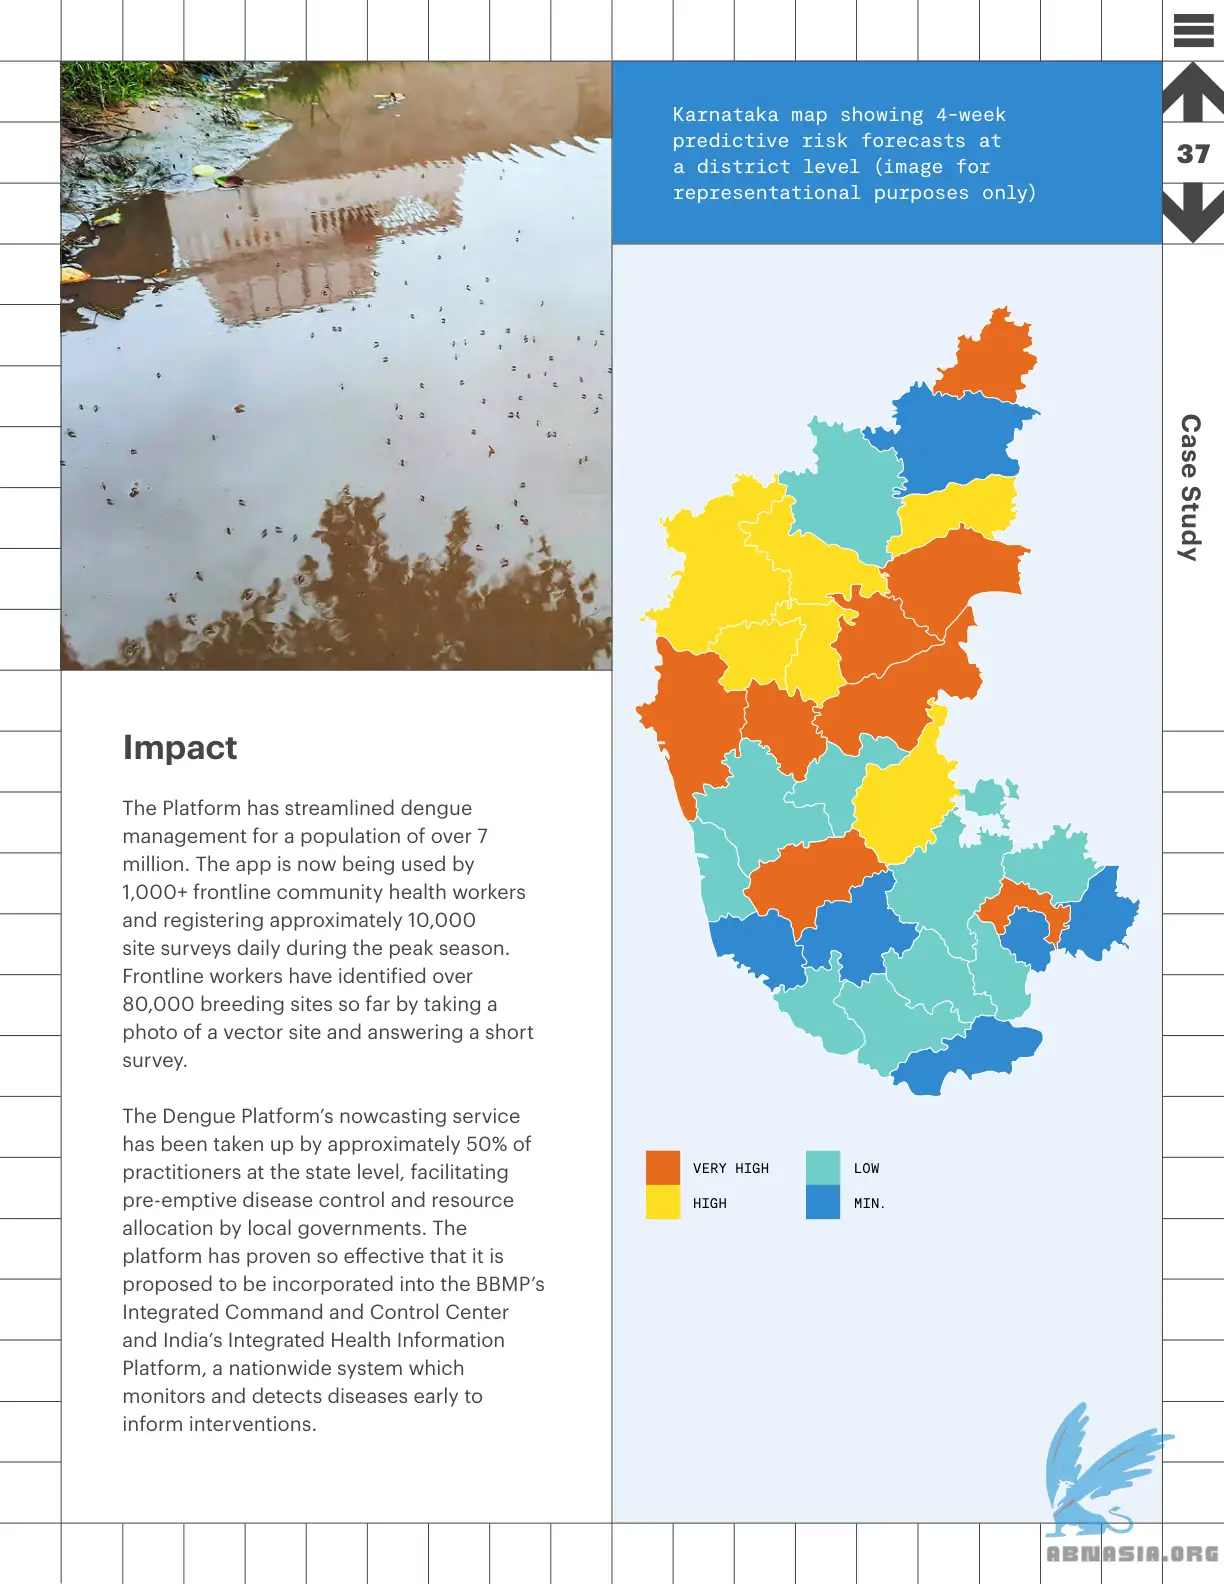 Karnataka map showing 4-week
predictive risk forecasts at
a district level (image for
representational purposes only)
37
Case Study
Impact
The Platform has streamlined dengue
management for a population of over 7
million. The app is now being used by
1,000+ frontline community health workers
and registering approximately 10,000
site surveys daily during the peak season.
Frontline workers have identified over
80,000 breeding sites so far by taking a
photo of a vector site and answering a short
survey.
The Dengue Platform’s nowcasting service
has been taken up by approximately 50% of
practitioners at the state level, facilitating
pre-emptive disease control and resource
allocation by local governments. The
platform has proven so effective that it is
proposed to be incorporated into the BBMP’s
Integrated Command and Control Center
and India’s Integrated Health Information
Platform, a nationwide system which
monitors and detects diseases early to
inform interventions.
VERY HIGH
HIGH
LOW
MIN.
ABNASIA.ORG